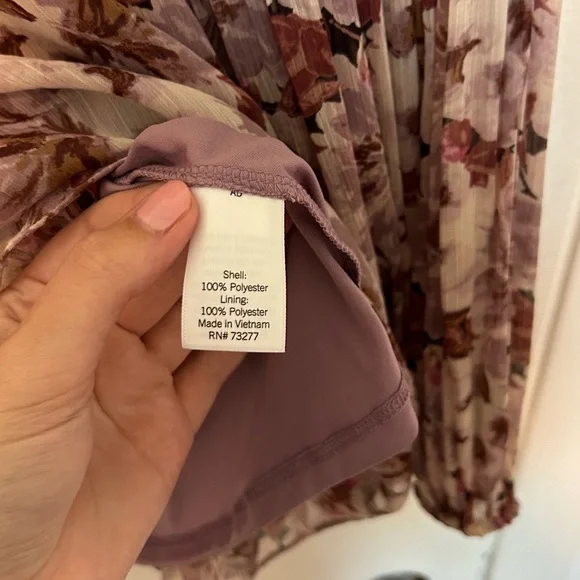 Shell:
100% Polyester
Lining:
100% Polyester
Made in Vietnam
RN# 73277